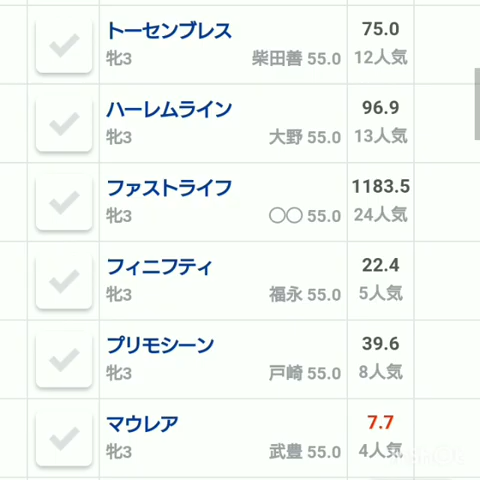 トーセンブレス 75.0
牝3 柴田善 55.0 12人気
ハーレムライン 96.9
牝3 大野 55.0 13人気
ファストライフ 1183.5
牝3 ○○ 55.0 24人気
フィニフティ 22.4
牝3 福永 55.0 5人気
プリモシーン 39.6
牝3 戸崎 55.0 8人気
マウレア 7.7
牝3 武豊 55.0 4人気